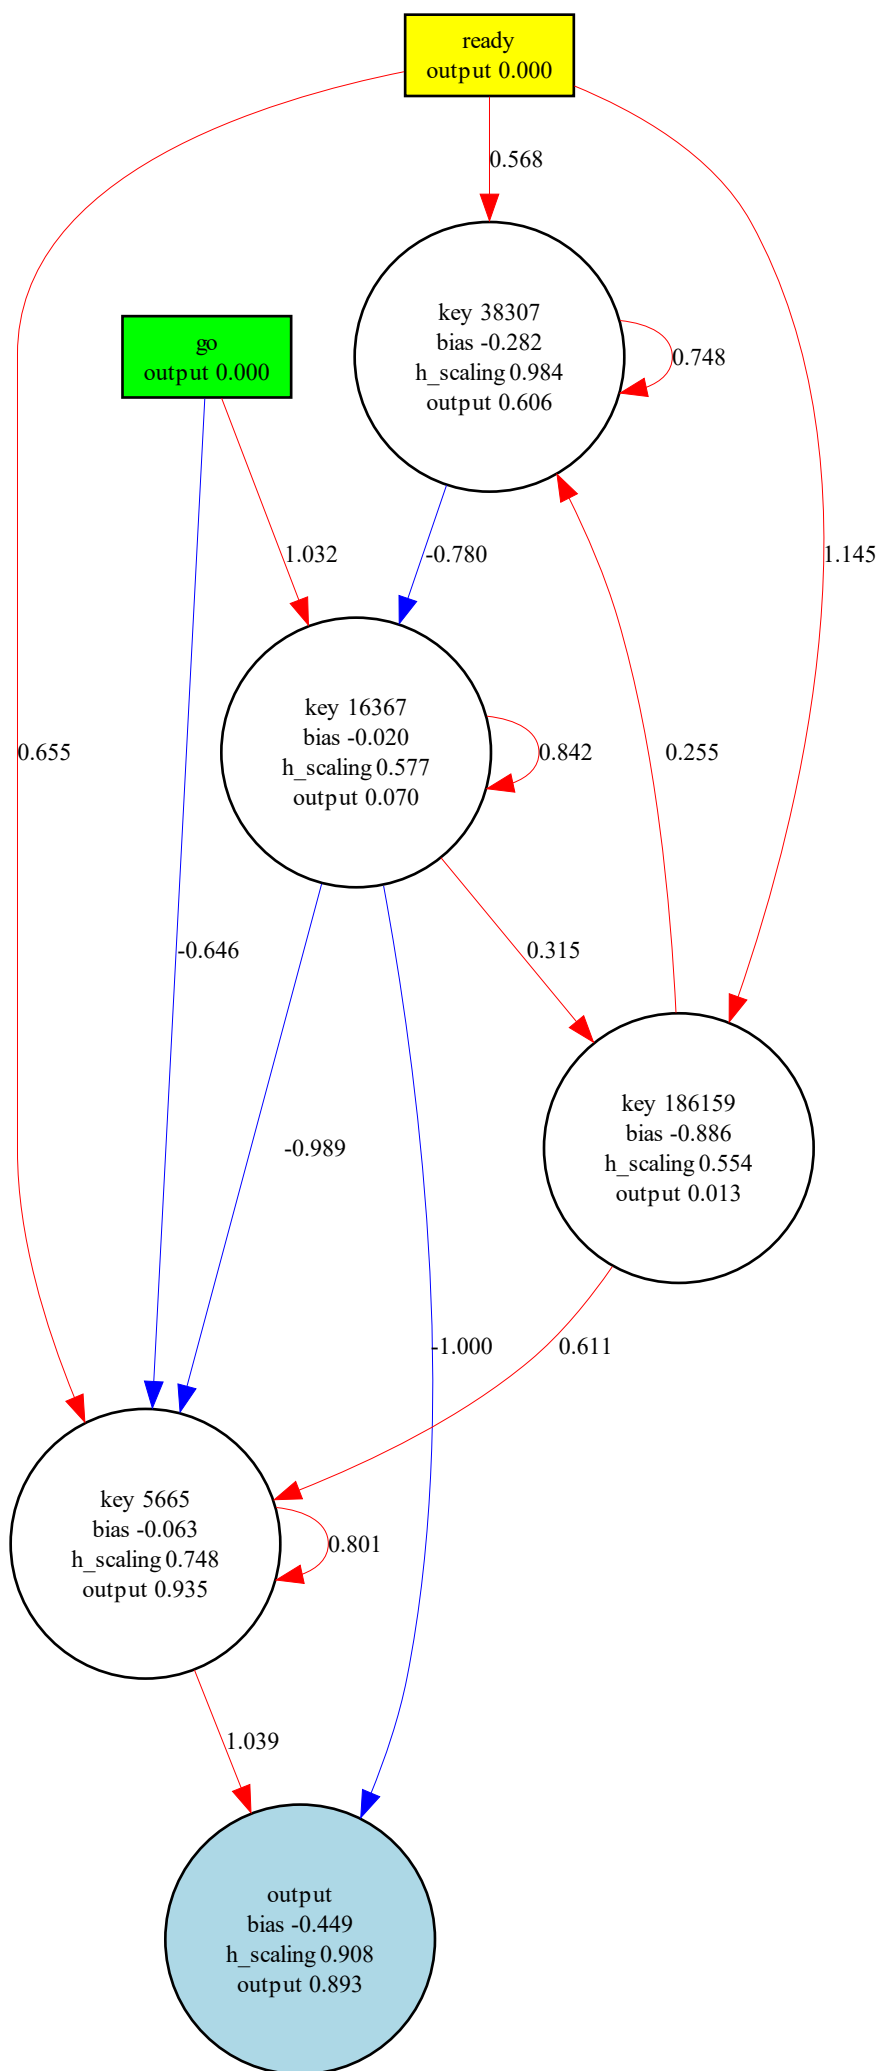 ready
output 0.000
0.568
go
output 0.000
key 38307
bias -0.282
h_scaling 0.984
output 0.606
0.748
1.032
-0.780
1.145
key 16367
bias -0.020
h_scaling 0.577
output 0.070
0.655
0.842
0.255
-0.646
0.315
-0.989
key 186159
bias -0.886
h_scaling 0.554
output 0.013
-1.000
0.611
key 5665
bias -0.063
h_scaling 0.748
output 0.935
0.801
1.039
output
bias -0.449
h_scaling 0.908
output 0.893